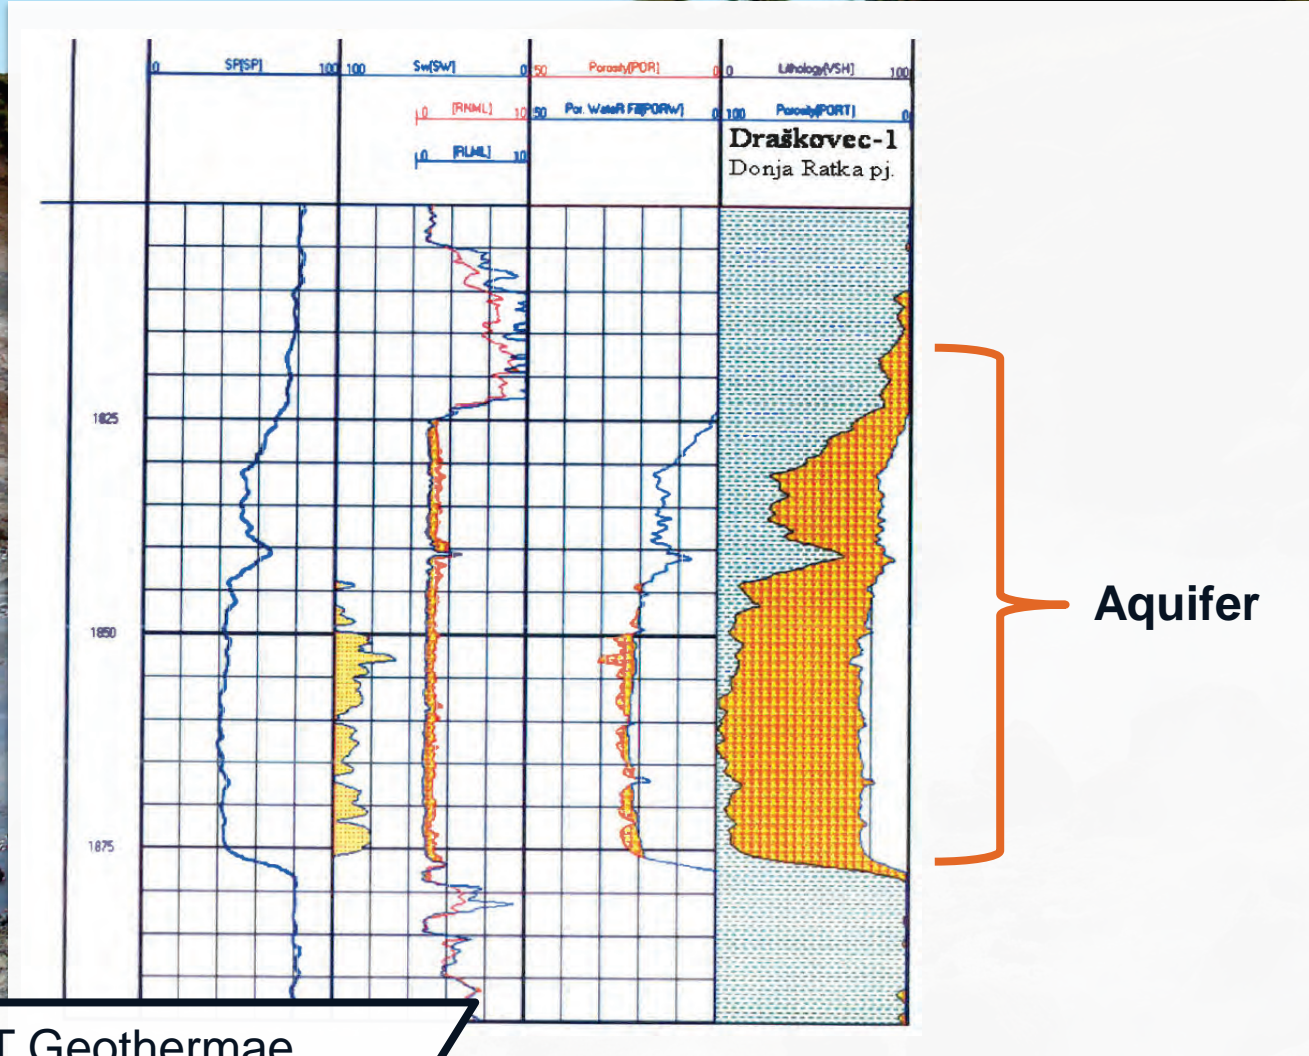 0 SP[SP] 100
100 Sw[SW] 0
50 Porosity[POR] 0
0 Lithology[VSH] 100
0 [RNML] 10
50 Por. WateR Fill[PORW] 0
100 Porosity[PORT] 0
0 [RLML] 10
Draškovec-1
Donja Ratka pj.
1825
1850
1875
Aquifer
T Geothermae